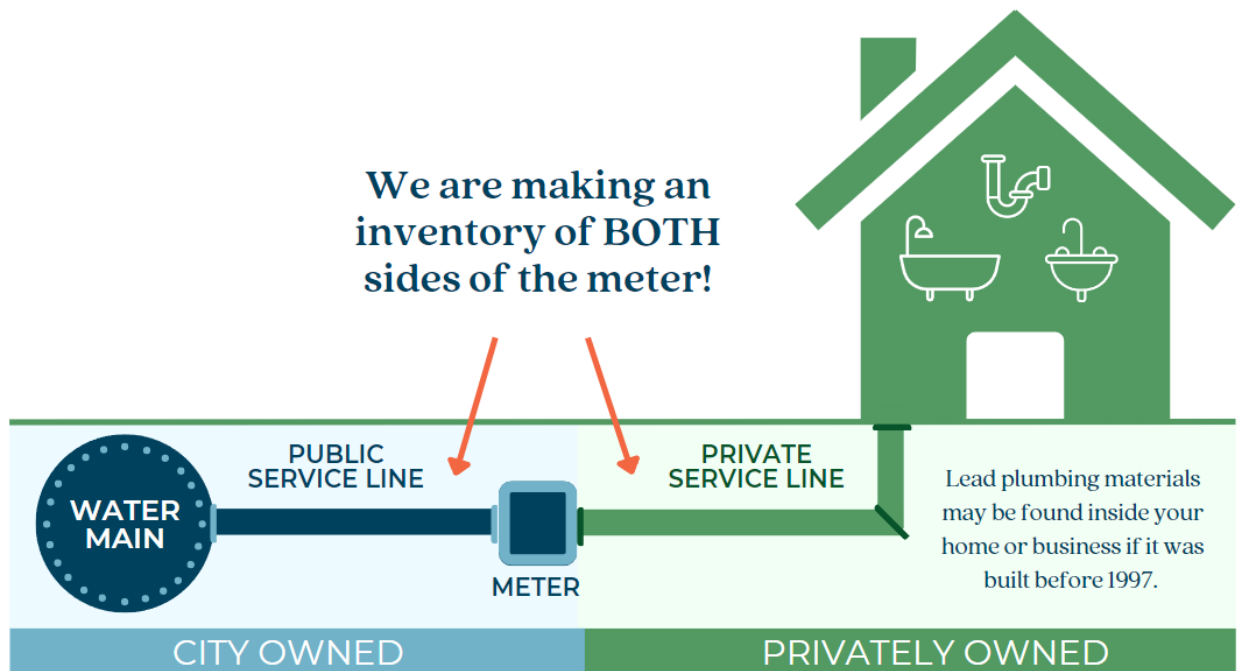 We are making an
inventory of BOTH
sides of the meter!
PUBLIC
SERVICE LINE
PRIVATE
SERVICE LINE
WATER
MAIN
METER
Lead plumbing materials
may be found inside your
home or business if it was
built before 1997.
CITY OWNED
PRIVATELY OWNED